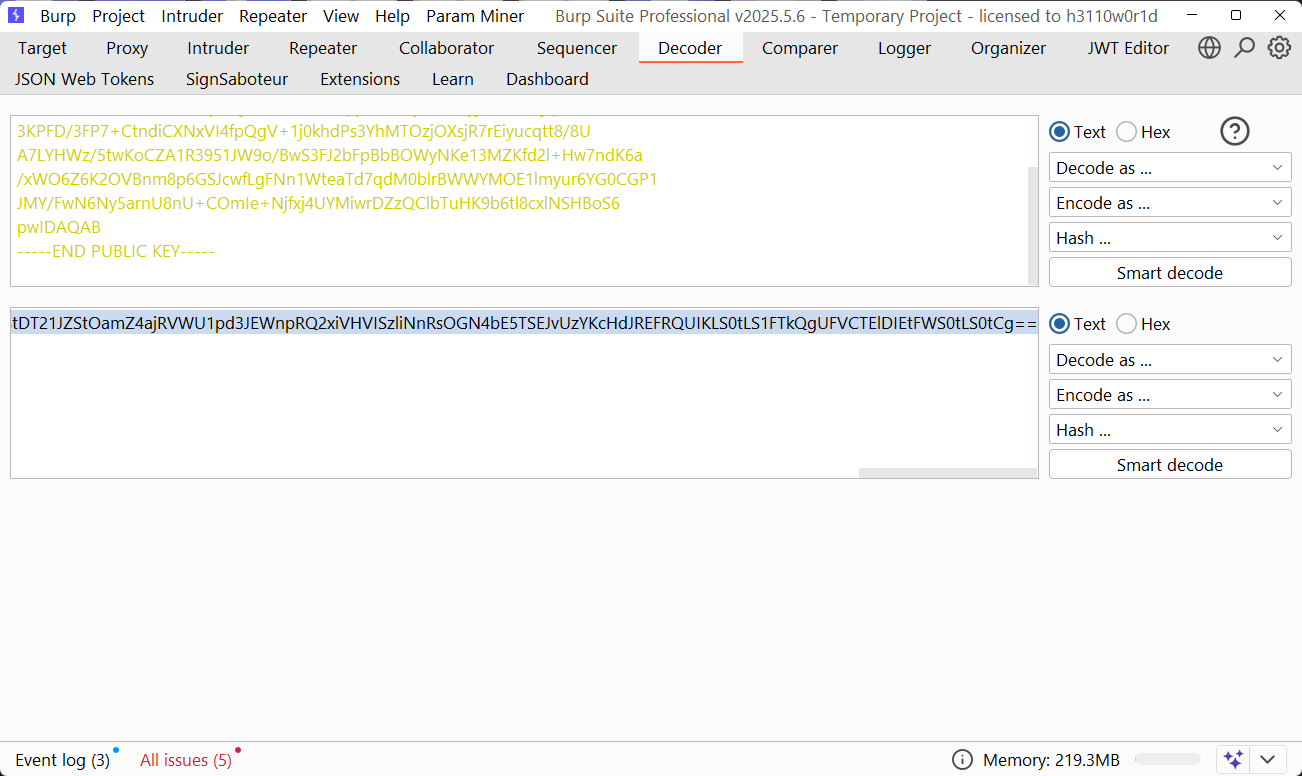 Burp Project Intruder Repeater View Help Param Miner Burp Suite Professional v2025.5.6 - Temporary Project - licensed to h3110w0r1d
Target Proxy Intruder Repeater Collaborator Sequencer Decoder Comparer Logger Organizer JWT Editor
JSON Web Tokens SignSaboteur Extensions Learn Dashboard
3KPFD/3FP7+CtndiCXNxVI4fpQgV+1j0khdPs3YhMTOzjOXsjR7rEiyucqtt8/8U
A7LYHWz/5twKoCZA1R3951JW9o/BwS3FJ2bFpBbBOWyNKe13MZKfd2l+Hw7ndK6a
/xWO6Z6K2OVBnm8p6GSJcwfLgFNn1WteaTd7qdM0blrBWWYMOE1lmyur6YG0CGP1
JMY/FwN6Ny5arnU8nU+COmIe+Njfxj4UYMiwrDZzQClbTuHK9b6tl8cxlNSHBoS6
pwIDAQAB
-----END PUBLIC KEY-----
Text Hex
Decode as ...
Encode as ...
Hash ...
Smart decode
tDT21JZStOamZ4ajRVWU1pd3JEWnpRQ2xiVHVISzliNnRsOGN4bE5TSEJvUzYKcHdJREFRQUIKLS0tLS1FTkQgUFVCTElDIEtFWS0tLS0tCg==
Text Hex
Decode as ...
Encode as ...
Hash ...
Smart decode
Event log (3) All issues (5) Memory: 219.3MB